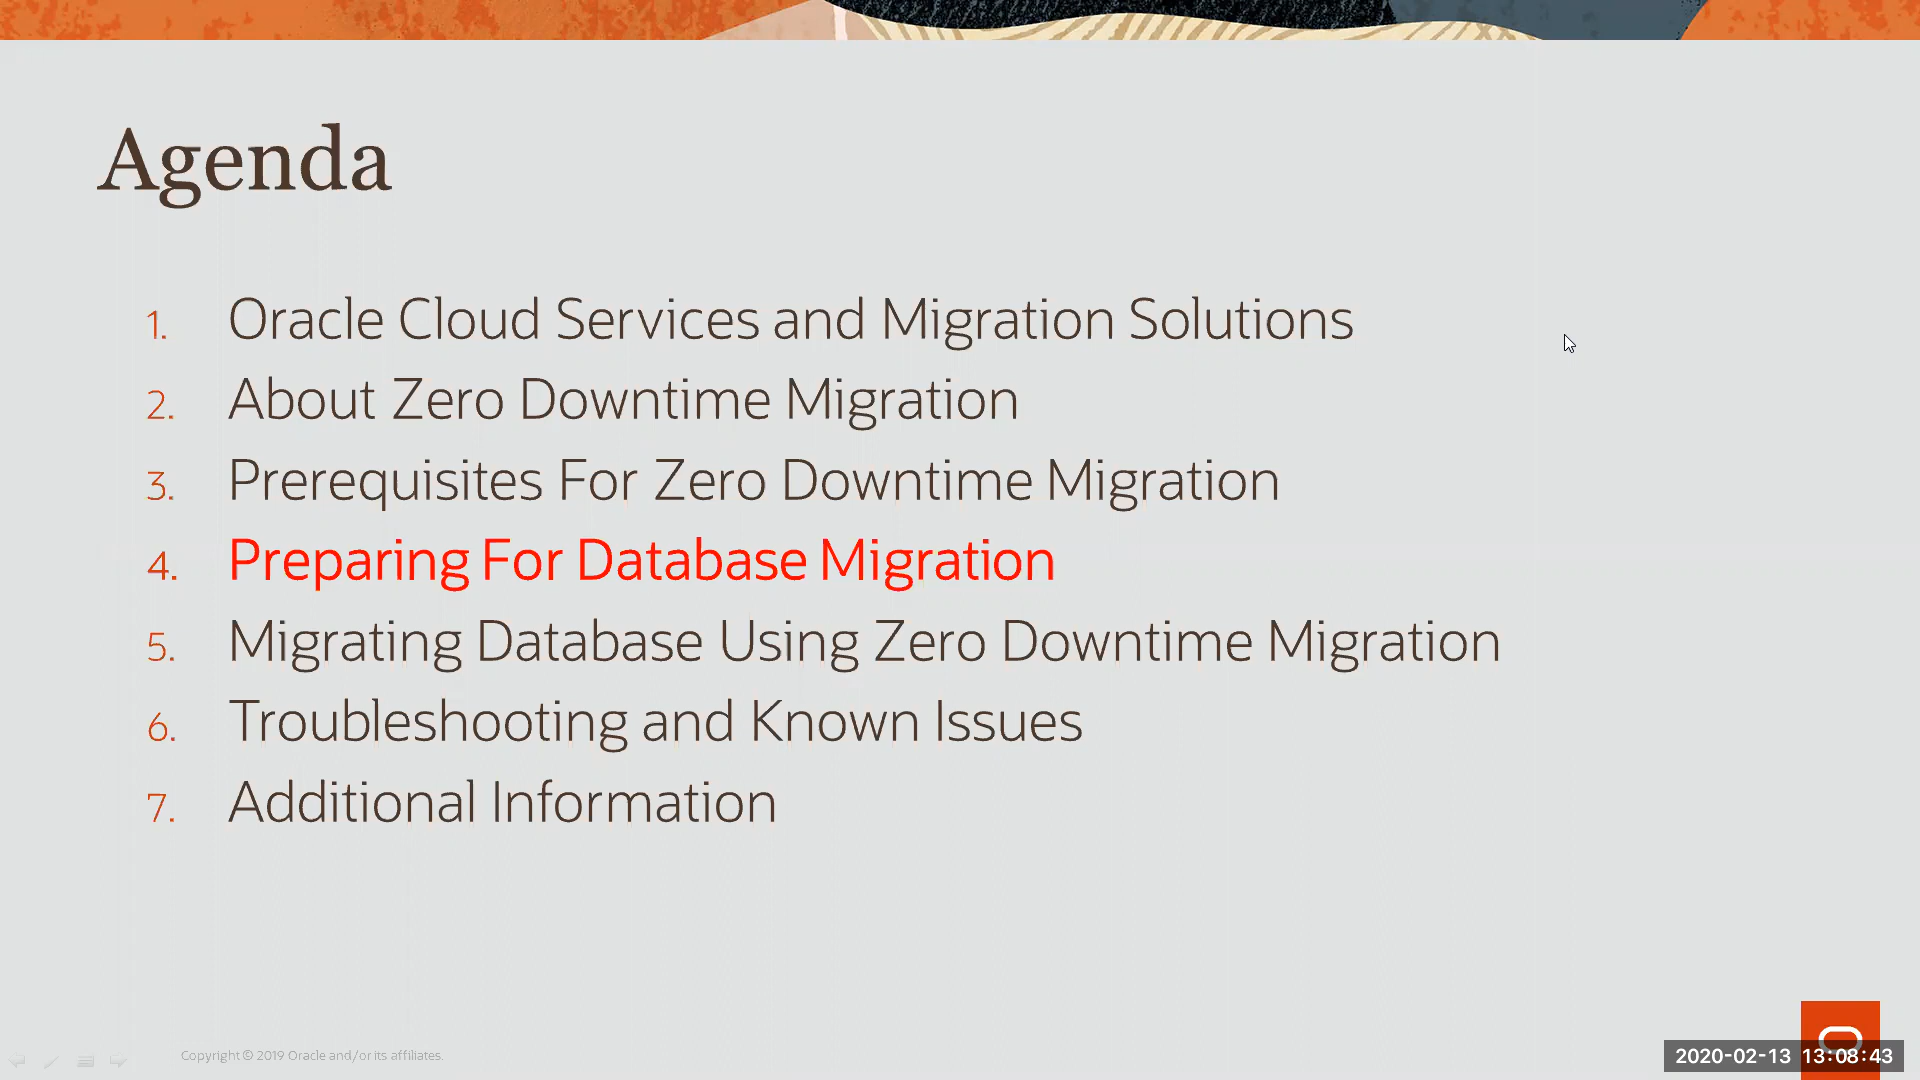 Agenda
1. Oracle Cloud Services and Migration Solutions
2. About Zero Downtime Migration
3. Prerequisites For Zero Downtime Migration
4. Preparing For Database Migration
5. Migrating Database Using Zero Downtime Migration
6. Troubleshooting and Known Issues
7. Additional Information
Copyright © 2019 Oracle and/or its affiliates.
2020-02-13 13:08:43